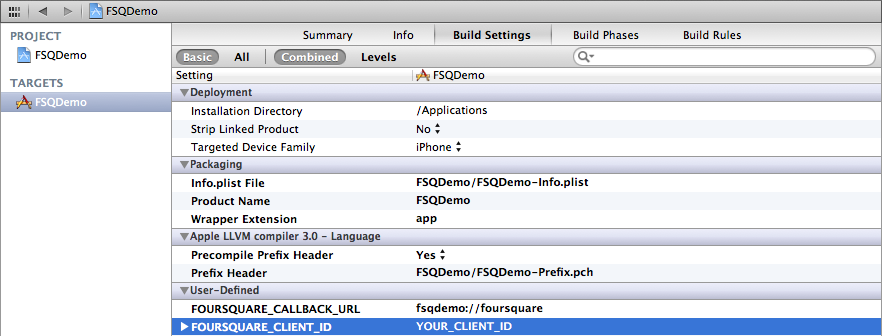 FSQDemo
PROJECT
FSQDemo
TARGETS
FSQDemo
Summary Info Build Settings Build Phases Build Rules
Basic All Combined Levels
Setting FSQDemo
Deployment
Installation Directory /Applications
Strip Linked Product No
Targeted Device Family iPhone
Packaging
Info.plist File FSQDemo/FSQDemo-Info.plist
Product Name FSQDemo
Wrapper Extension app
Apple LLVM compiler 3.0 - Language
Precompile Prefix Header Yes
Prefix Header FSQDemo/FSQDemo-Prefix.pch
User-Defined
FOURSQUARE_CALLBACK_URL fsqdemo://foursquare
FOURSQUARE_CLIENT_ID YOUR_CLIENT_ID